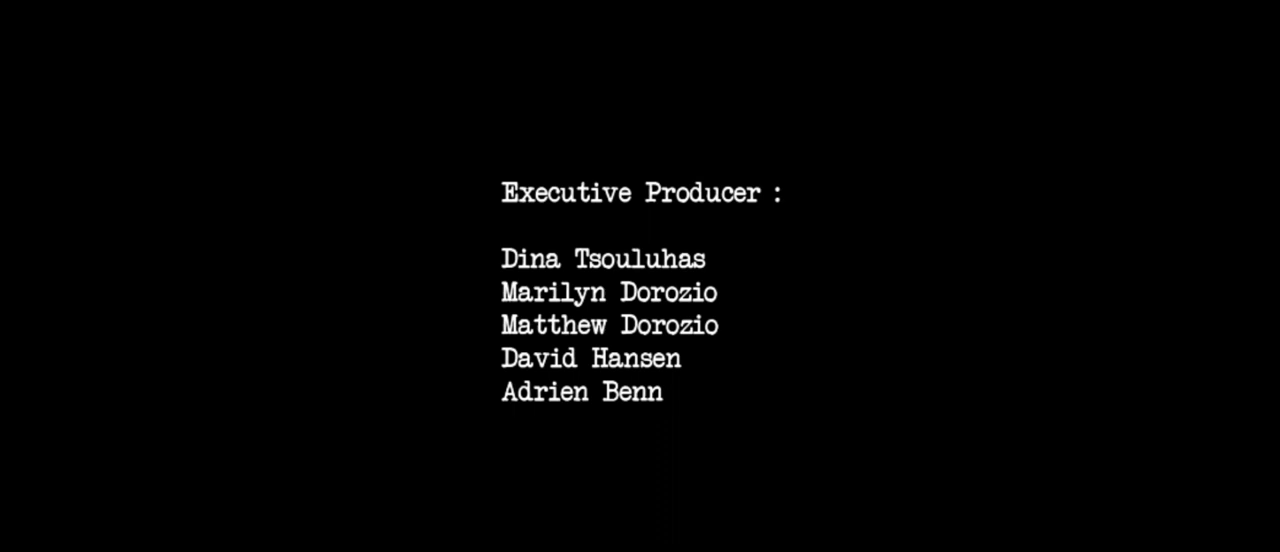 Executive Producer :
Dina Tsouluhas
Marilyn Dorozio
Matthew Dorozio
David Hansen
Adrien Benn